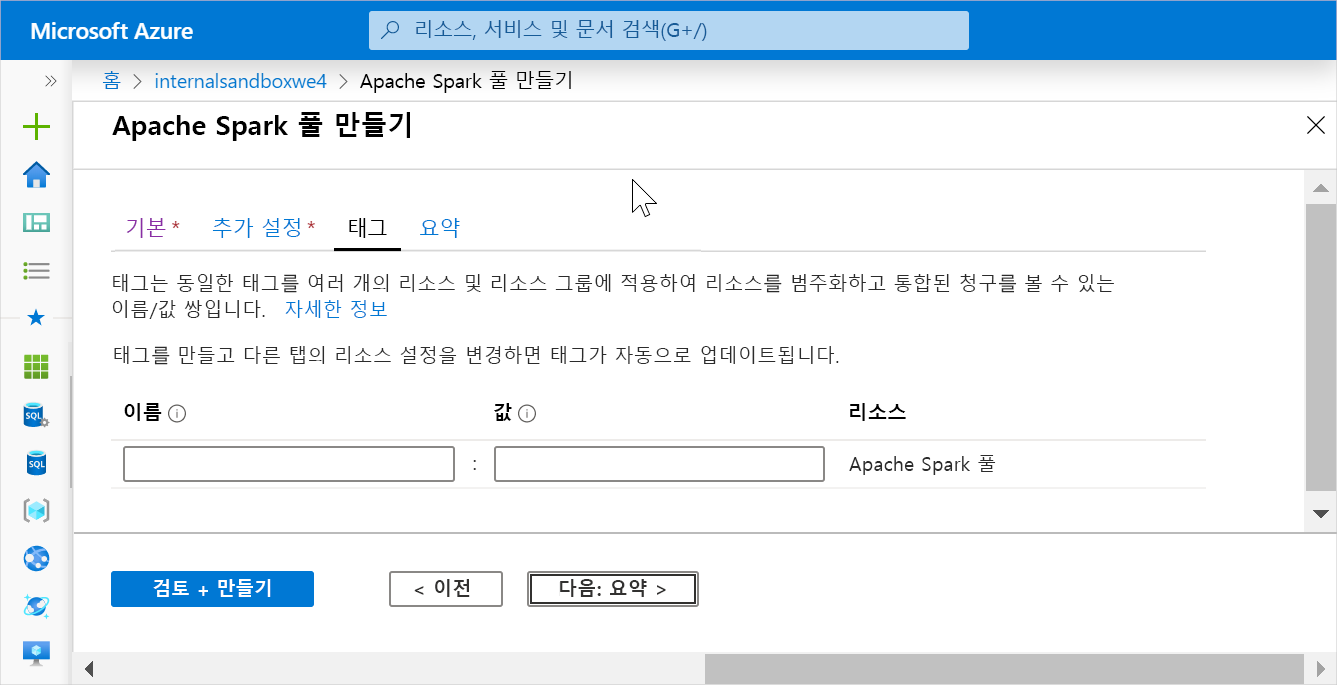 Microsoft Azure
리소스, 서비스 및 문서 검색(G+/)
홈 > internalsandboxwe4 > Apache Spark 풀 만들기
Apache Spark 풀 만들기
기본 * 추가 설정 * 태그 요약
태그는 동일한 태그를 여러 개의 리소스 및 리소스 그룹에 적용하여 리소스를 범주화하고 통합된 청구를 볼 수 있는
이름/값 쌍입니다. 자세한 정보
태그를 만들고 다른 탭의 리소스 설정을 변경하면 태그가 자동으로 업데이트됩니다.
이름 값 리소스
: Apache Spark 풀
SQL
SQL
검토 + 만들기 < 이전 다음: 요약 >